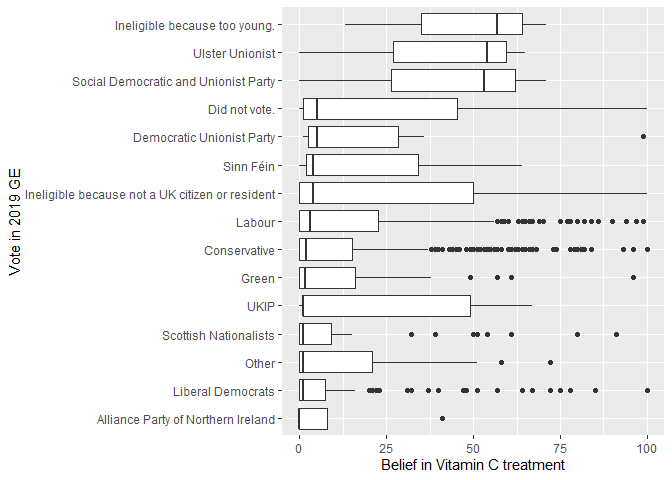 Ineligible because too young.
Ulster Unionist
Social Democratic and Unionist Party
Did not vote.
Democratic Unionist Party
Sinn Féin
Ineligible because not a UK citizen or resident
Labour
Conservative
Green
UKIP
Scottish Nationalists
Other
Liberal Democrats
Alliance Party of Northern Ireland
Vote in 2019 GE
0 25 50 75 100
Belief in Vitamin C treatment